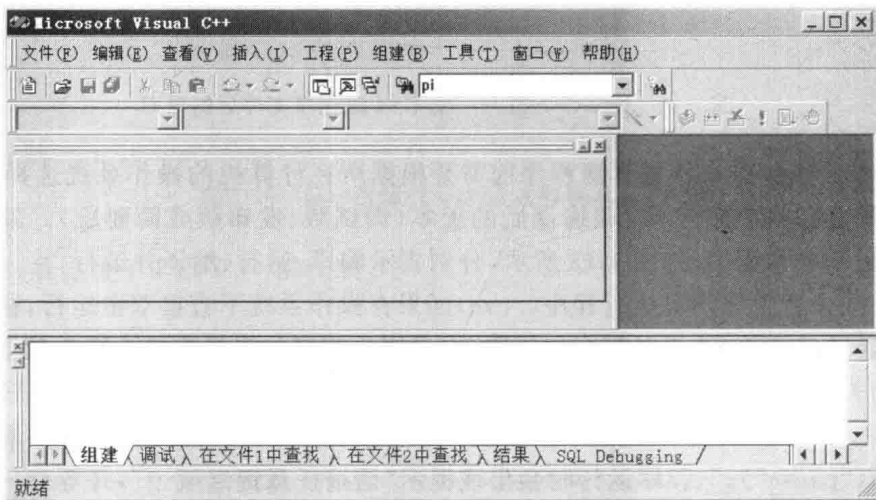 Microsoft Visual C++
文件(F) 编辑(E) 查看(V) 插入(I) 工程(P) 组建(B) 工具(T) 窗口(W) 帮助(H)
pi
组建 调试 在文件1中查找 在文件2中查找 结果 SQL Debugging
就绪